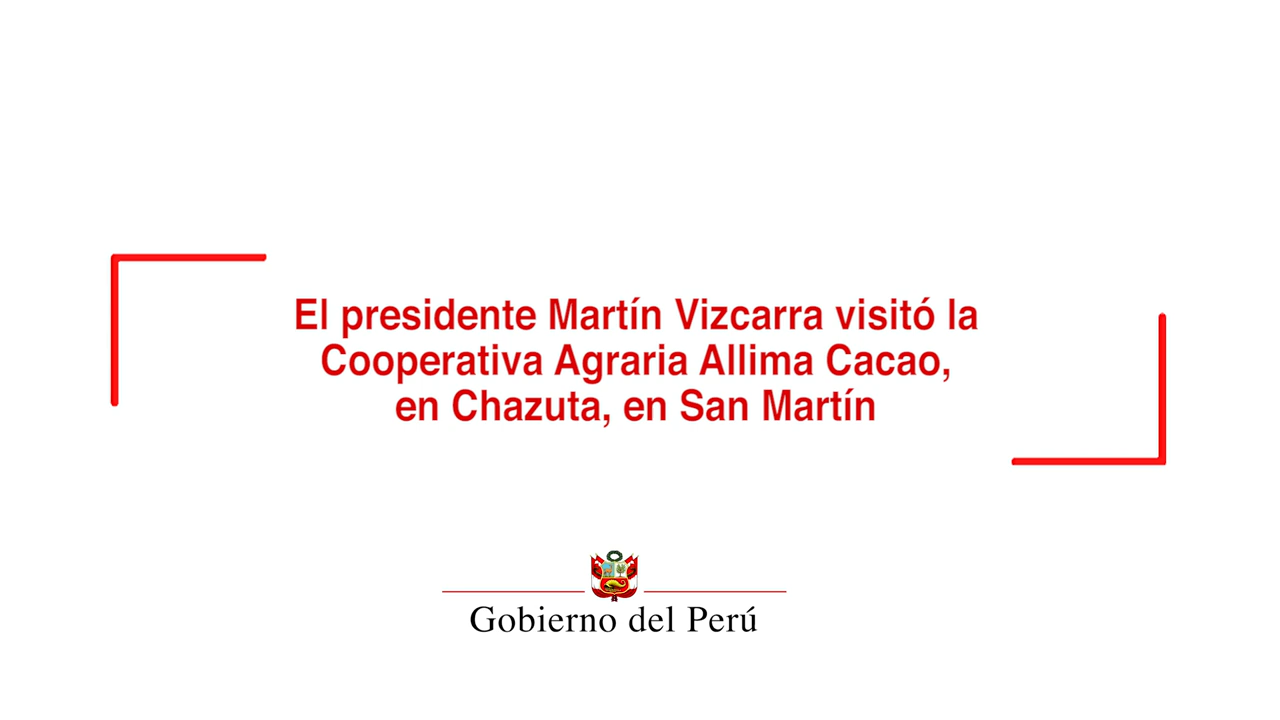 El presidente Martín Vizcarra visitó la
Cooperativa Agraria Allima Cacao,
en Chazuta, en San Martín
Gobierno del Perú